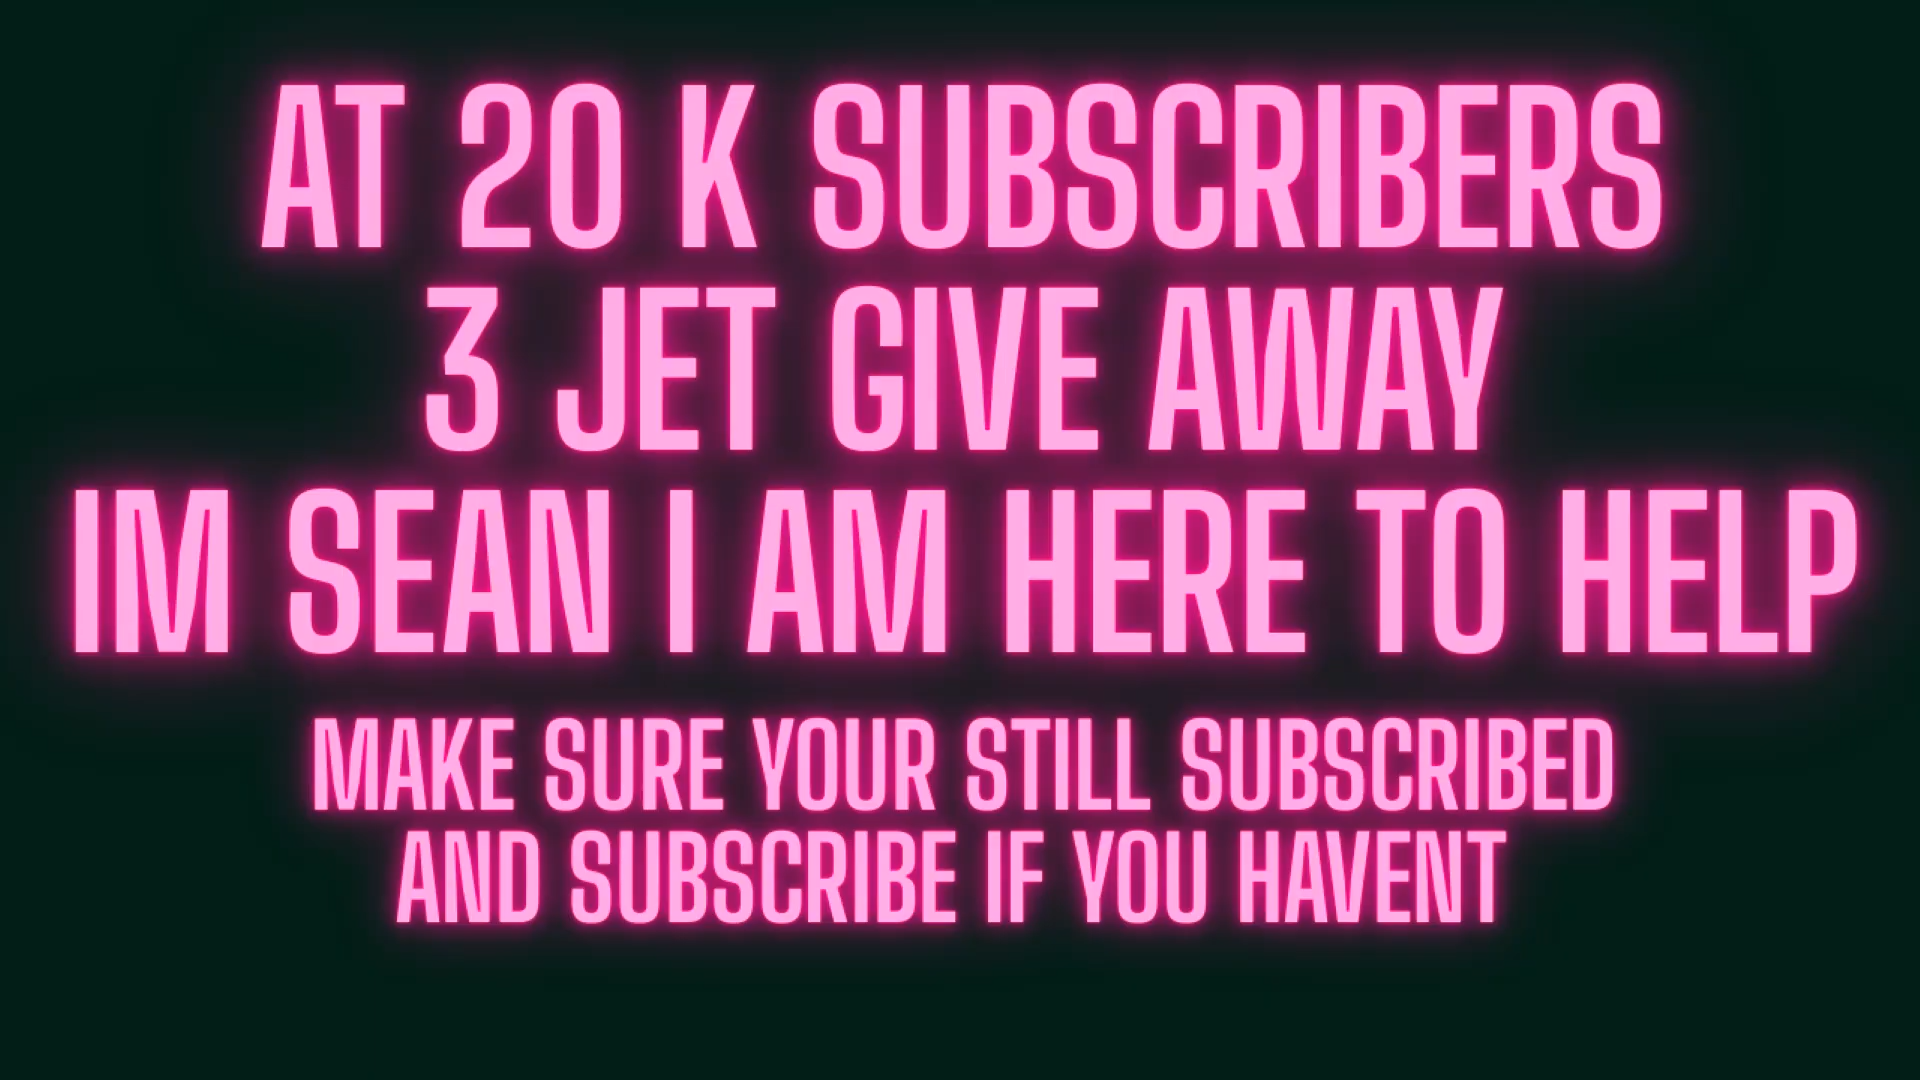 AT 20 K SUBSCRIBERS
3 JET GIVE AWAY
IM SEAN I AM HERE TO HELP
MAKE SURE YOUR STILL SUBSCRIBED
AND SUBSCRIBE IF YOU HAVENT